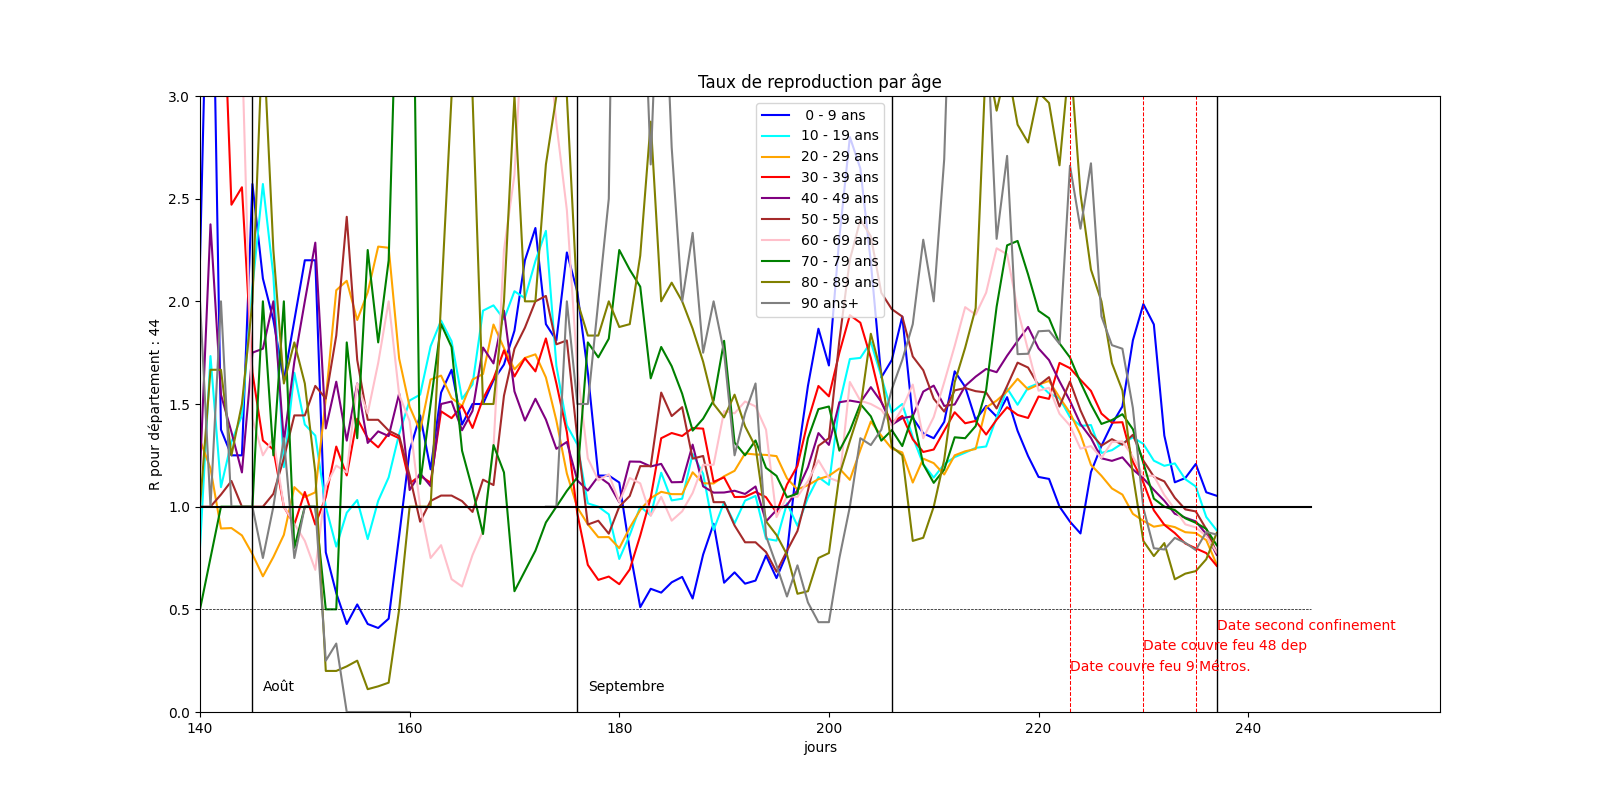 Taux de reproduction par âge
R pour département : 44
3.0
2.5
2.0
1.5
1.0
0.5
0.0
0 - 9 ans
10 - 19 ans
20 - 29 ans
30 - 39 ans
40 - 49 ans
50 - 59 ans
60 - 69 ans
70 - 79 ans
80 - 89 ans
90 ans+
Date second confinement
Date couvre feu 48 dep
Date couvre feu 9 Métros.
Août
Septembre
140
160
180
200
220
240
jours